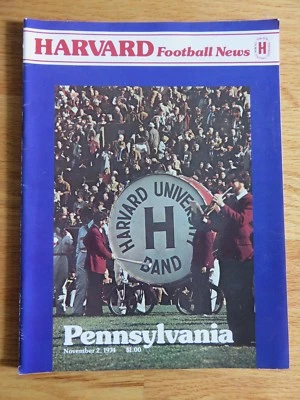 HARVARD Football News H
HARVARD UNIVERSITY
H
BAND
Pennsylvania
November 2, 1974 $1.00